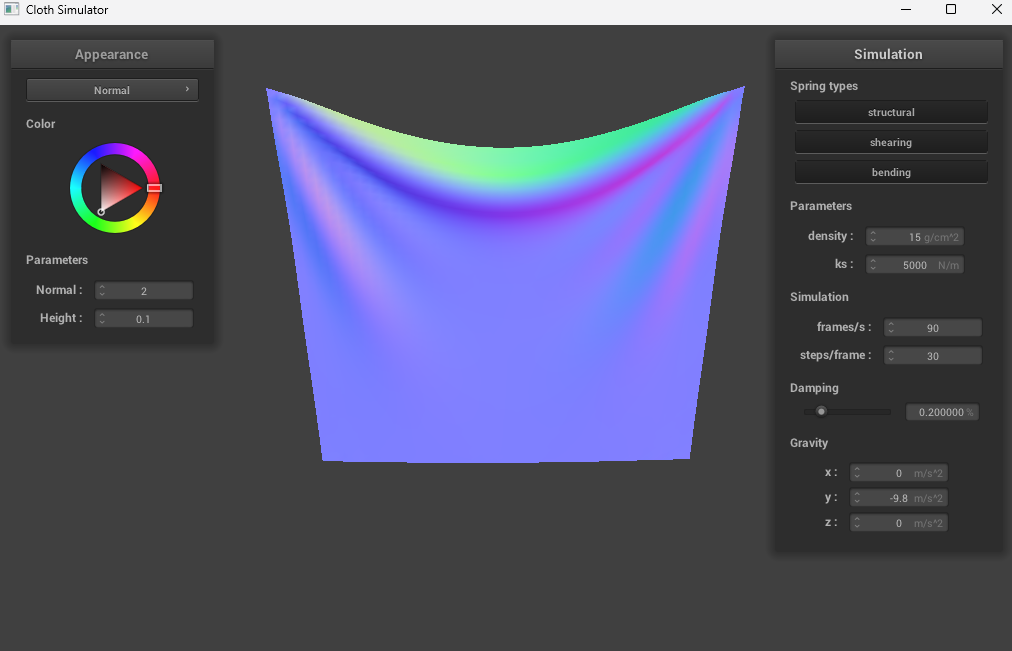 Cloth Simulator
Appearance
Normal
Color
Parameters
Normal : 2
Height : 0.1
Simulation
Spring types
structural
shearing
bending
Parameters
density : 15 g/cm^2
ks : 5000 N/m
Simulation
frames/s : 90
steps/frame : 30
Damping
0.200000 %
Gravity
x : 0 m/s^2
y : -9.8 m/s^2
z : 0 m/s^2